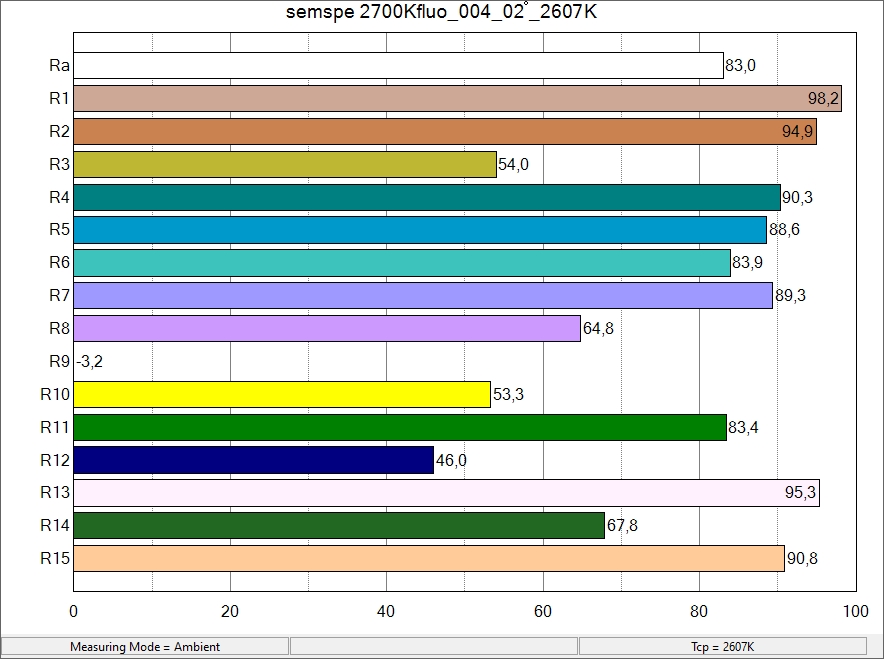 semspe 2700Kfluo_004_02°_2607K
Ra 83,0
R1 98,2
R2 94,9
R3 54,0
R4 90,3
R5 88,6
R6 83,9
R7 89,3
R8 64,8
R9 -3,2
R10 53,3
R11 83,4
R12 46,0
R13 95,3
R14 67,8
R15 90,8
0 20 40 60 80 100
Measuring Mode = Ambient Tcp = 2607K